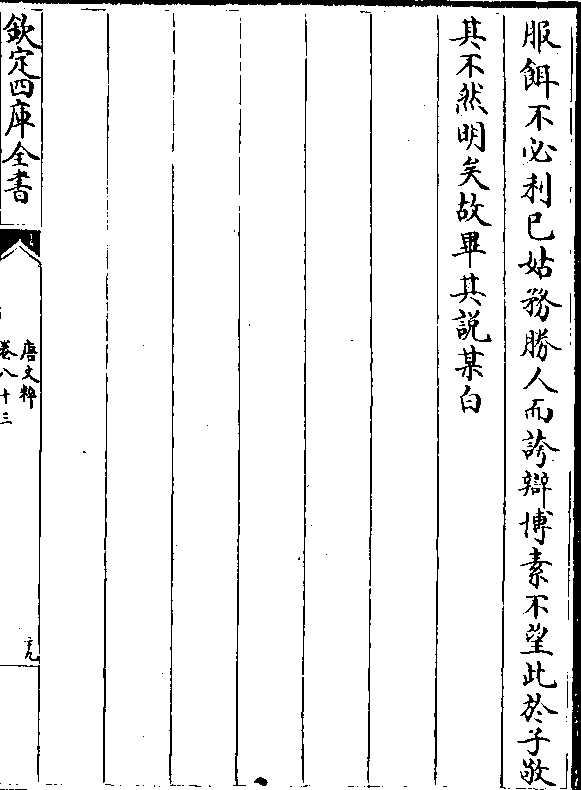 服餌不必利已姑務勝人而誇辯博素不望此於子敬
其不然明矣故畢其説某白
欽定四庫全書
唐文粹
卷八十三